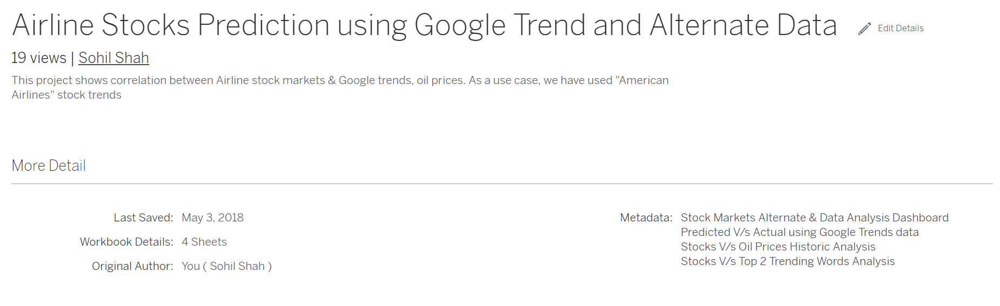 Airline Stocks Prediction using Google Trend and Alternate Data
Edit Details
19 views | Sohil Shah
This project shows correlation between Airline stock markets & Google trends, oil prices. As a use case, we have used "American
Airlines" stock trends
More Detail
Last Saved: May 3, 2018
Workbook Details: 4 Sheets
Original Author: You ( Sohil Shah )
Metadata: Stock Markets Alternate & Data Analysis Dashboard
Predicted V/s Actual using Google Trends data
Stocks V/s Oil Prices Historic Analysis
Stocks V/s Top 2 Trending Words Analysis